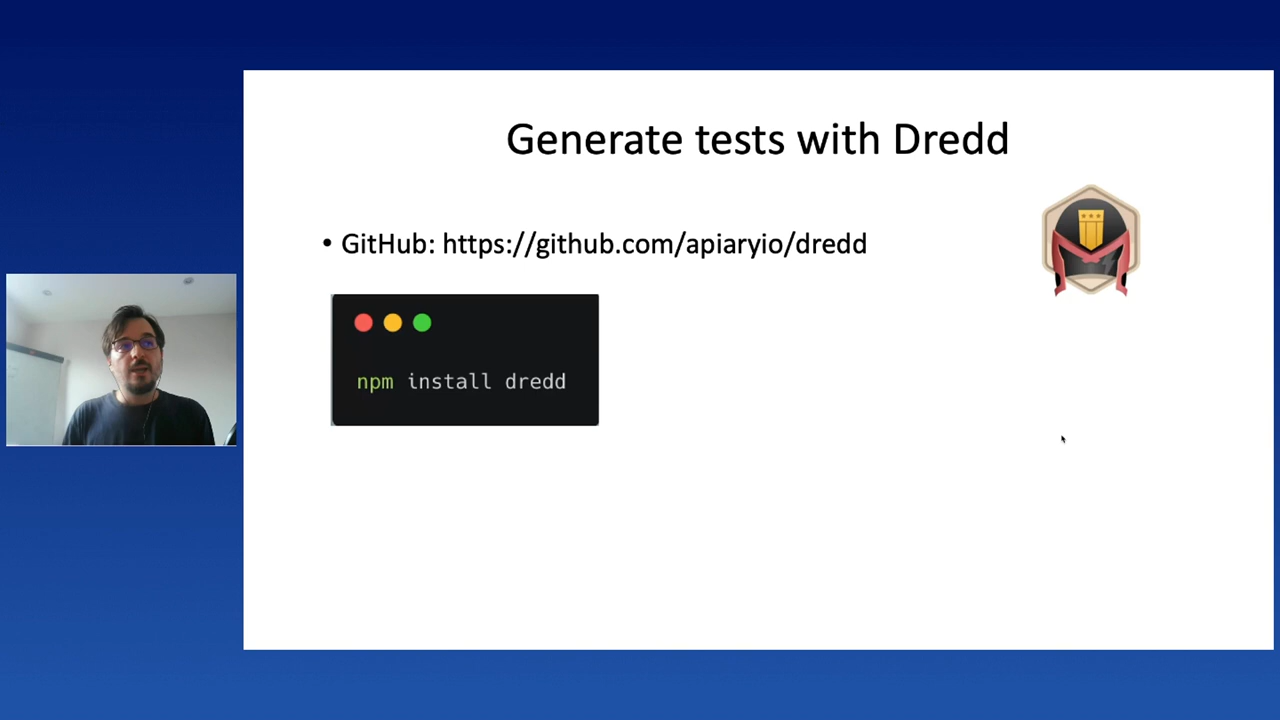 Generate tests with Dredd
• GitHub: https://github.com/apiaryio/dredd
npm install dredd